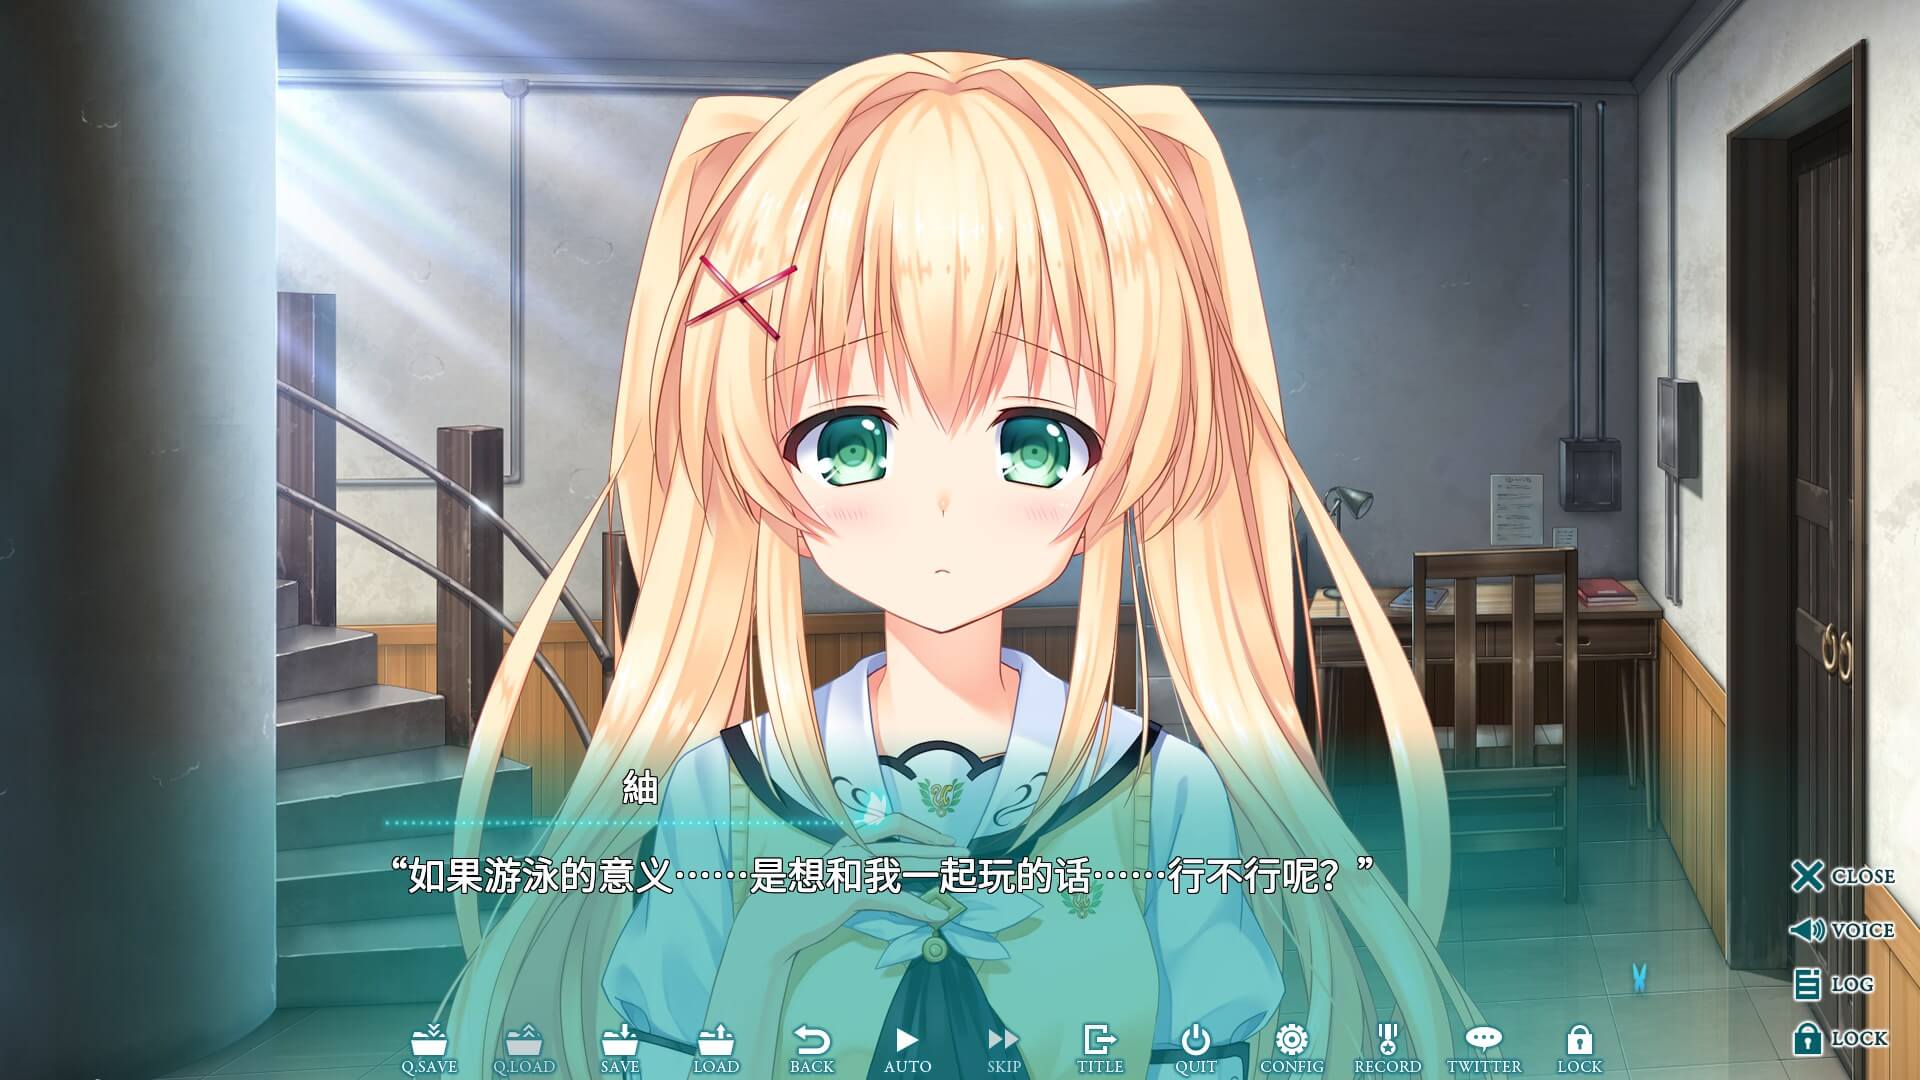 紬
“如果游泳的意义……是想和我一起玩的话……行不行呢？”
CLOSE
VOICE
LOG
LOCK
Q.SAVE Q.LOAD SAVE LOAD BACK AUTO SKIP TITLE QUIT CONFIG RECORD TWITTER LOCK